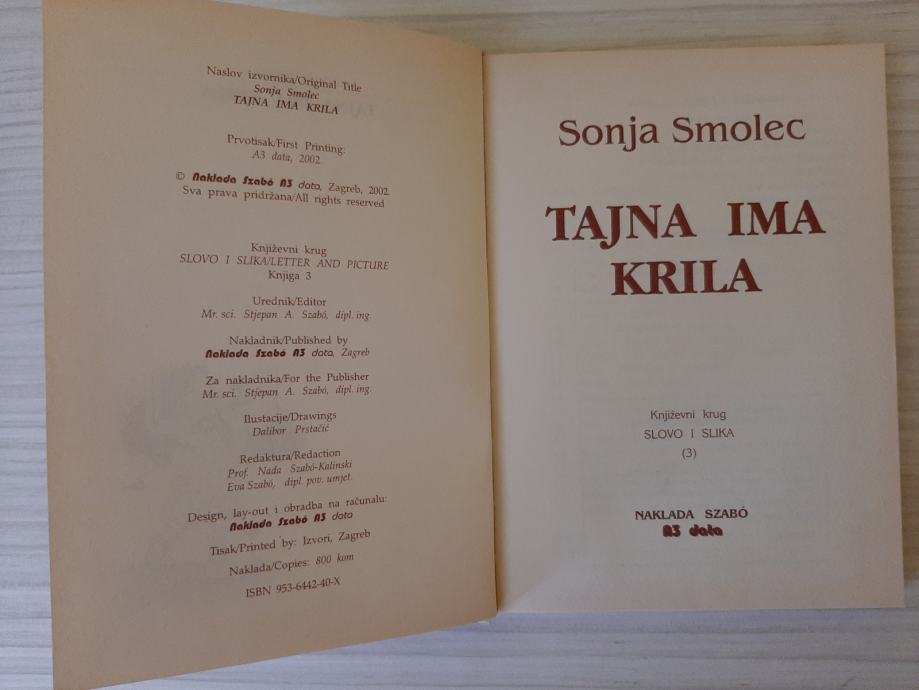 Naslov izvornika/Original Title
Sonja Smolec
TAJNA IMA KRILA
Prvotisak/First Printing:
A3 data, 2002.
© Naklada Szabó A3 data, Zagreb, 2002.
Sva prava pridržana/All rights reserved
Književni krug
SLOVO I SLIKA/LETTER AND PICTURE
Knjiga 3
Urednik/Editor
Mr. sci. Stjepan A. Szabó, dipl. ing.
Nakladnik/Published by
Naklada Szabó A3 data, Zagreb
Za nakladnika/For the Publisher
Mr. sci. Stjepan A. Szabó, dipl. ing.
Ilustacije/Drawings
Dalibor Prstačić
Redaktura/Redaction
Prof. Nada Szabó-Kalinski
Eva Szabó, dipl. pov. umjet.
Design, lay-out i obradba na računalu:
Naklada Szabó A3 data
Tisak/Printed by: Izvori, Zagreb
Naklada/Copies: 800 kom
ISBN 953-6442-40-X
Sonja Smolec
TAJNA IMA
KRILA
Književni krug
SLOVO I SLIKA
(3)
NAKLADA SZABÓ
A3 data